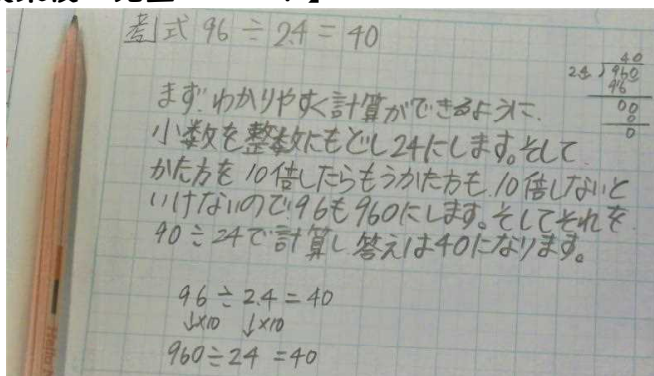 式 96÷2.4=40
まず、わかりやすく計算ができるように、
小数を整数にもどし24にします。そして
かた方を10倍したらもうかた方も、10倍しないと
いけないので、96も960にします。そしてそれを
90÷24で計算し答えは40になります。
96÷2.4=40
↓×10 ↓×10
960÷24=40
40
24)960
96
00
0
0
Hello